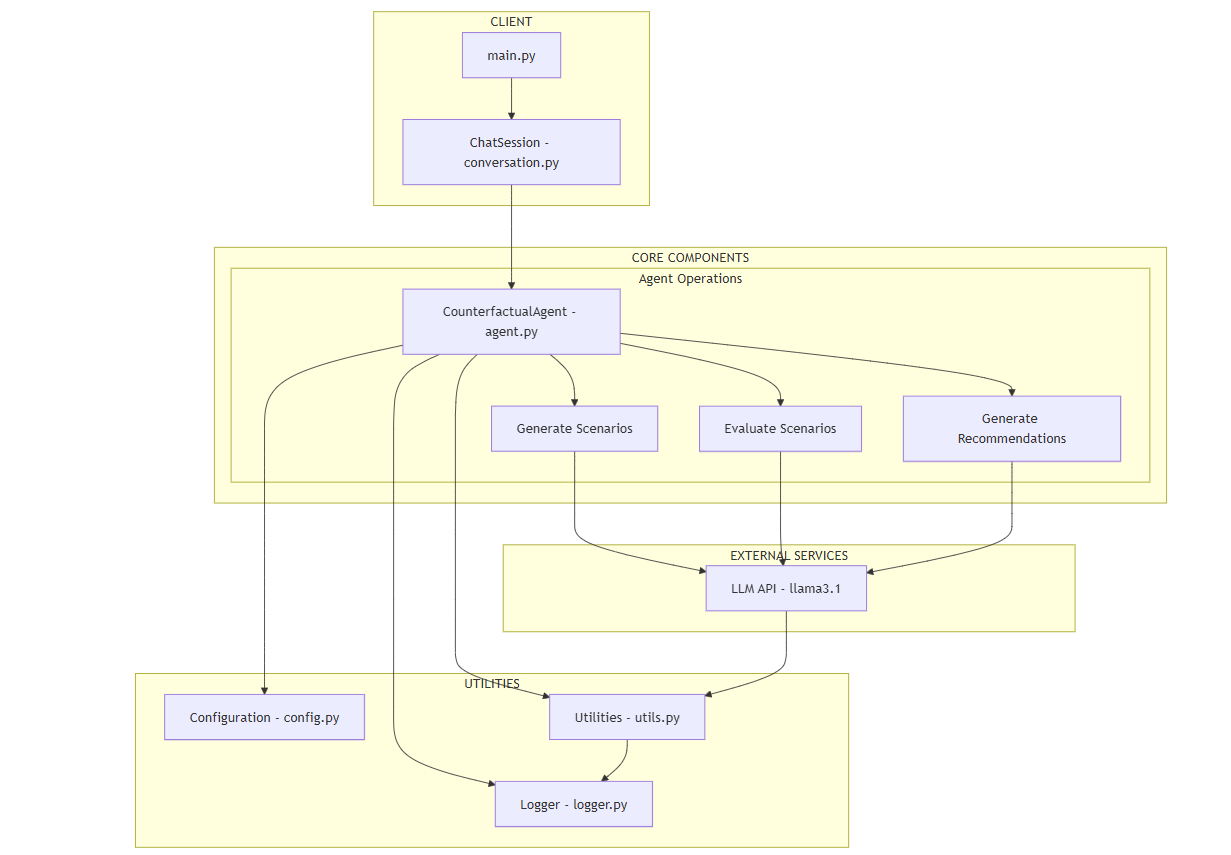 CLIENT
main.py
ChatSession -
conversation.py
CORE COMPONENTS
Agent Operations
CounterfactualAgent -
agent.py
Generate Scenarios
Evaluate Scenarios
Generate
Recommendations
EXTERNAL SERVICES
LLM API - llama3.1
UTILITIES
Configuration - config.py
Utilities - utils.py
Logger - logger.py